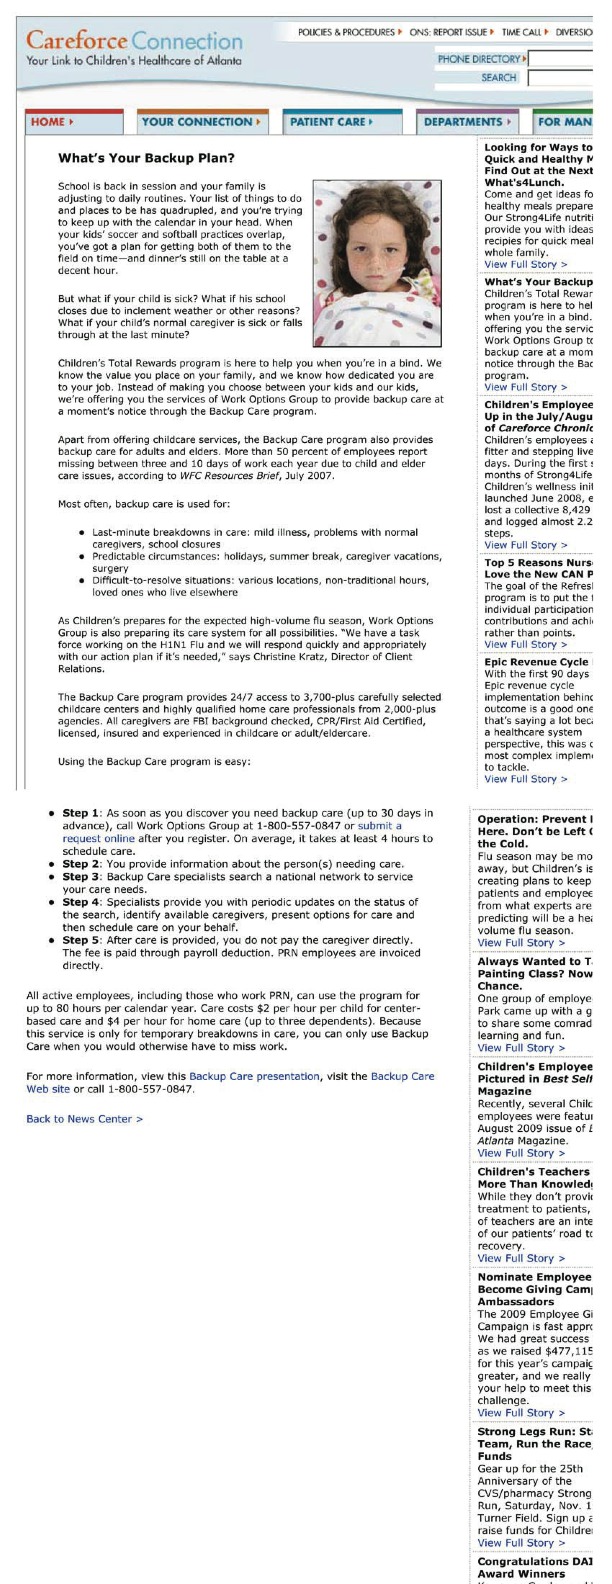 Careforce Connection
Your Link to Children's Healthcare of Atlanta
POLICIES & PROCEDURES
ONS: REPORT ISSUE
TIME CALL
PHONE DIRECTORY
SEARCH
HOME
YOUR CONNECTION
PATIENT CARE
DEPARTMENTS
FOR
What's Your Backup Plan?
School is back in session and your family is
adjusting to daily routines. Your list of things to do
and places to be has quadrupled, and you're trying
to keep up with the calendar in your head. When
your kids' soccer and softball practices overlap,
you've got a plan for getting both of them to the
field on time—and dinner's still on the table at a
decent hour.
But what if your child is sick? What if his school
closes due to inclement weather or other reasons?
What if your child's normal caregiver is sick or falls
through at the last minute?
Children's Total Rewards program is here to help you when you're in a bind. We
know the value you place on your family, and we know how dedicated you are
to your job. Instead of making you choose between your kids and our kids,
we're offering you the services of Work Options Group to provide backup care at
a moment's notice through the Backup Care program.
Apart from offering childcare services, the Backup Care program also provides
backup care for adults and elders. More than 50 percent of employees report
missing between three and 10 days of work each year due to child and elder
care issues, according to WFC Resources Brief, July 2007.
Most often, backup care is used for:
● Last-minute breakdowns in care: mild illness, problems with normal
caregivers, school closures
● Predictable circumstances: holidays, summer break, caregiver vacations,
surgery
● Difficult-to-resolve situations: various locations, non-traditional hours,
loved ones who live elsewhere
As Children's prepares for the expected high-volume flu season, Work Options
Group is also preparing its care system for all possibilities. "We have a task
force working on the H1N1 Flu and we will respond quickly and appropriately
with our action plan if it's needed," says Christine Kratz, Director of Client
Relations.
The Backup Care program provides 24/7 access to 3,700-plus carefully selected
childcare centers and highly qualified home care professionals from 2,000-plus
agencies. All caregivers are FBI background checked, CPR/First Aid Certified,
licensed, insured and experienced in childcare or adult/eldercare.
Using the Backup Care program is easy:
● Step 1: As soon as you discover you need backup care (up to 30 days in
advance), call Work Options Group at 1-800-557-0847 or submit a
request online after you register. On average, it takes at least 4 hours to
schedule care.
● Step 2: You provide information about the person(s) needing care.
● Step 3: Backup Care specialists search a national network to service
your care needs.
● Step 4: Specialists provide you with periodic updates on the status of
the search, identify available caregivers, present options for care and
then schedule care on your behalf.
● Step 5: After care is provided, you do not pay the caregiver directly.
The fee is paid through payroll deduction. PRN employees are invoiced
directly.
All active employees, including those who work PRN, can use the program for
up to 80 hours per calendar year. Care costs $2 per hour per child for center-
based care and $4 per hour for home care (up to three dependents). Because
this service is only for temporary breakdowns in care, you can only use Backup
Care when you would otherwise have to miss work.
For more information, view this Backup Care presentation, visit the Backup Care
Web site or call 1-800-557-0847.
Back to News Center >
Looking for Ways to
Quick and Healthy
Find Out at the Next
What's4Lunch.
Come and get ideas
healthy meals
Our Strong4Life
provide you with ideas
recipes for quick
whole family.
View Full Story >
What's Your Backup
Children's Total
program is here to
when you're in a bind.
offering you the
Work Options Group to
backup care at a
notice through the
program.
View Full Story >
Children's
Up in the
of Careforce
Children's employees
fitter and stepping
days. During the first
months of Strong4Life
Children's wellness
launched June 2008,
lost a collective 8,429
and logged almost
steps.
View Full Story >
Top 5 Reasons
Love the New CAN
The goal of the
program is to put the
individual participation
contributions and
rather than points.
View Full Story >
Epic Revenue Cycle
With the first 90 days
Epic revenue cycle
implementation
outcome is a good
that's saying a lot
a healthcare system
perspective, this was
most complex
to tackle.
View Full Story >
Operation: Prevent
Here. Don't be Left
the Cold.
Flu season may be
away, but Children's is
creating plans to keep
patients and
from what experts are
predicting will be a
volume flu season.
View Full Story >
Always Wanted to
Painting Class? Now
Chance.
One group of
Park came up with a
to share some
learning and fun.
View Full Story >
Children's
Pictured in Best Self
Magazine
Recently, several
employees were
August 2009 issue of
Atlanta Magazine.
View Full Story >
Children's Teachers
More Than
While they don't
treatment to patients,
of teachers are an
of our patients' road to
recovery.
View Full Story >
Nominate
Become Giving
Ambassadors
The 2009 Employee
Campaign is fast
We had great success
as we raised $477,115
for this year's
greater, and we really
your help to meet this
challenge.
View Full Story >
Strong Legs Run:
Team, Run the Race,
Funds
Gear up for the 25th
Anniversary of the
CVS/pharmacy Strong
Run, Saturday, Nov.
Turner Field. Sign up
raise funds for
View Full Story >
Congratulations
Award Winners